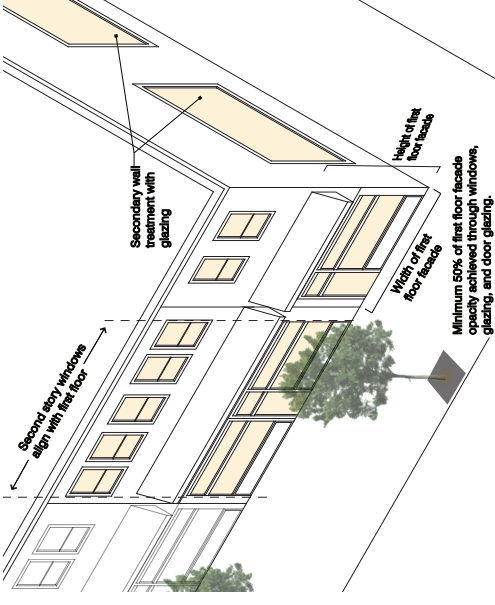 Secondary wall
treatment with
glazing
Height of first
floor facade
Second story windows
align with first floor
Width of first
floor facade
Minimum 50% of first floor facade
opacity achieved through windows,
glazing, and door glazing.